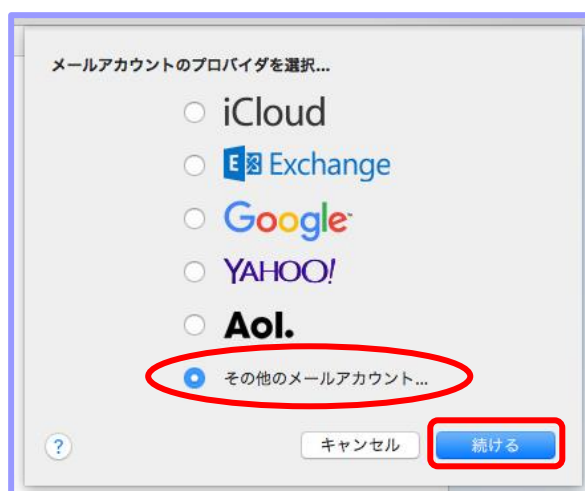 メールアカウントのプロバイダを選択...
iCloud
E Exchange
Google
YAHOO!
Aol.
その他のメールアカウント...
?
キャンセル
続ける